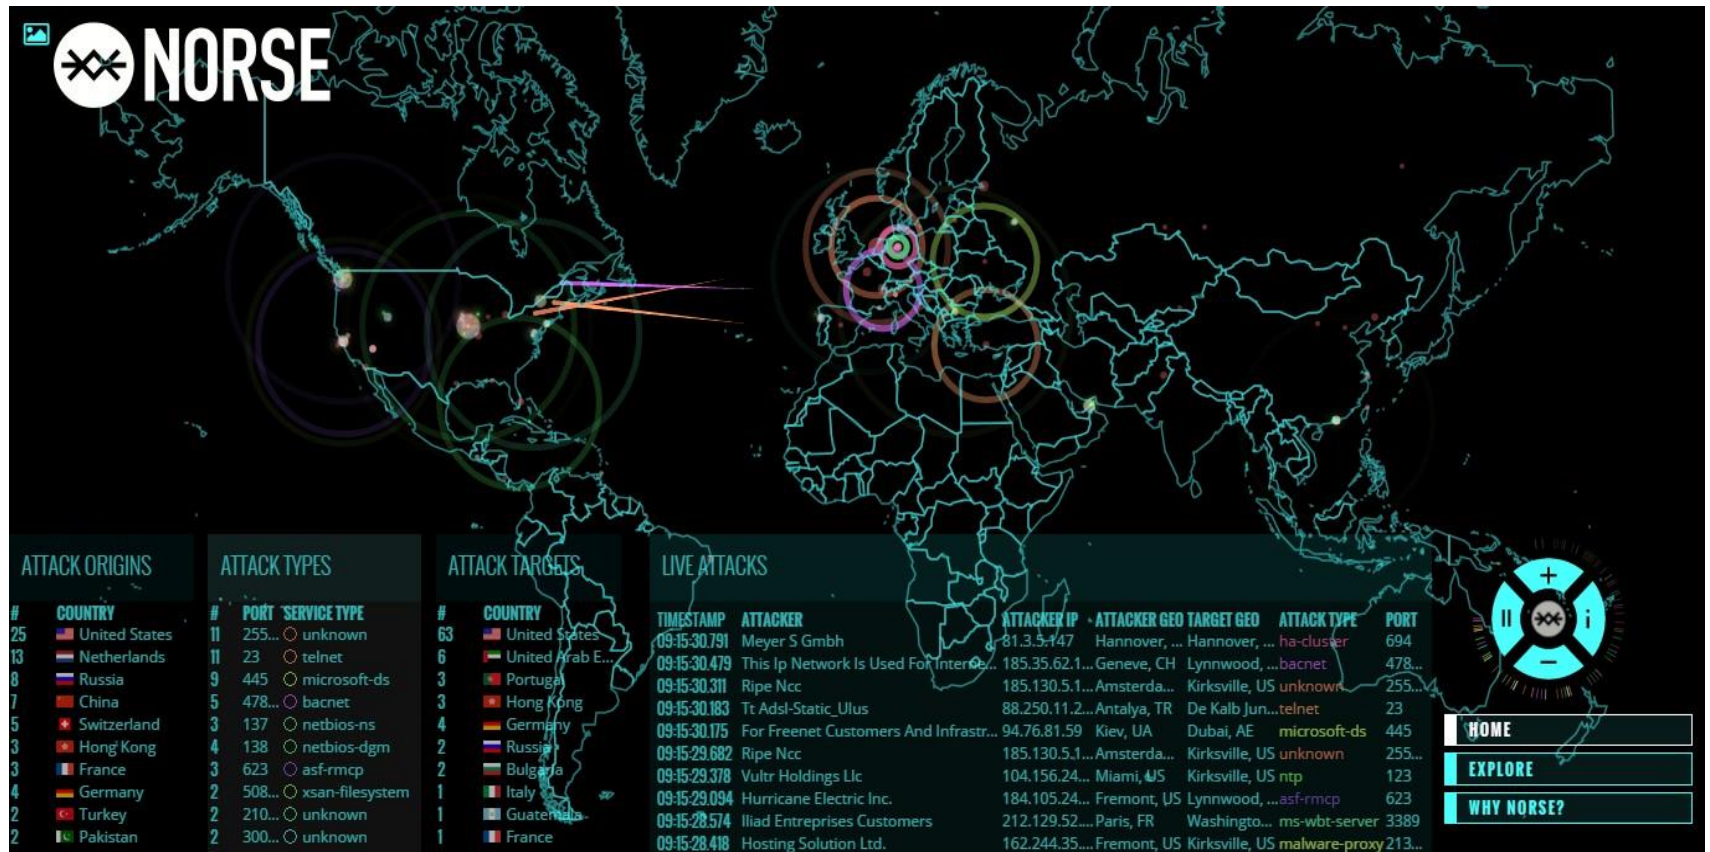 NORSE
ATTACK ORIGINS
# COUNTRY
25 United States
13 Netherlands
8 Russia
7 China
5 Switzerland
3 Hong Kong
3 France
4 Germany
2 Turkey
2 Pakistan
ATTACK TYPES
# PORT SERVICE TYPE
11 255... unknown
11 23 telnet
9 445 microsoft-ds
5 478... bacnet
3 137 netbios-ns
4 138 netbios-dgm
3 623 asf-rmcp
2 508... xsan-filesystem
2 210... unknown
2 300... unknown
ATTACK TARGETS
# COUNTRY
63 United States
6 United Arab E...
3 Portugal
3 Hong Kong
4 Germany
2 Russia
2 Bulgaria
1 Italy
1 Guatemala
1 France
LIVE ATTACKS
TIMESTAMP ATTACKER ATTACKER IP ATTACKER GEO TARGET GEO ATTACK TYPE PORT
09:15:30.791 Meyer S Gmbh 81.3.5.147 Hannover, ... Hannover, ... ha-cluster 694
09:15:30.479 This Ip Network Is Used For Interne... 185.35.62.1... Geneve, CH Lynnwood, ... bacnet 478...
09:15:30.311 Ripe Ncc 185.130.5.1... Amsterda... Kirksville, US unknown 255...
09:15:30.183 Tt Adsl-Static_Ulus 88.250.11.2... Antalya, TR De Kalb Jun... telnet 23
09:15:30.175 For Freenet Customers And Infrastr... 94.76.81.59 Kiev, UA Dubai, AE microsoft-ds 445
09:15:29.682 Ripe Ncc 185.130.5.1... Amsterda... Kirksville, US unknown 255...
09:15:29.378 Vultr Holdings Llc 104.156.24... Miami, US Kirksville, US ntp 123
09:15:29.094 Hurricane Electric Inc. 184.105.24... Fremont, US Lynnwood, ... asf-rmcp 623
09:15:28.574 Iliad Entreprises Customers 212.129.52.... Paris, FR Washingto... ms-wbt-server 3389
09:15:28.418 Hosting Solution Ltd. 162.244.35.... Fremont, US Kirksville, US malware-proxy 213...
+
i
HOME
EXPLORE
WHY NORSE?